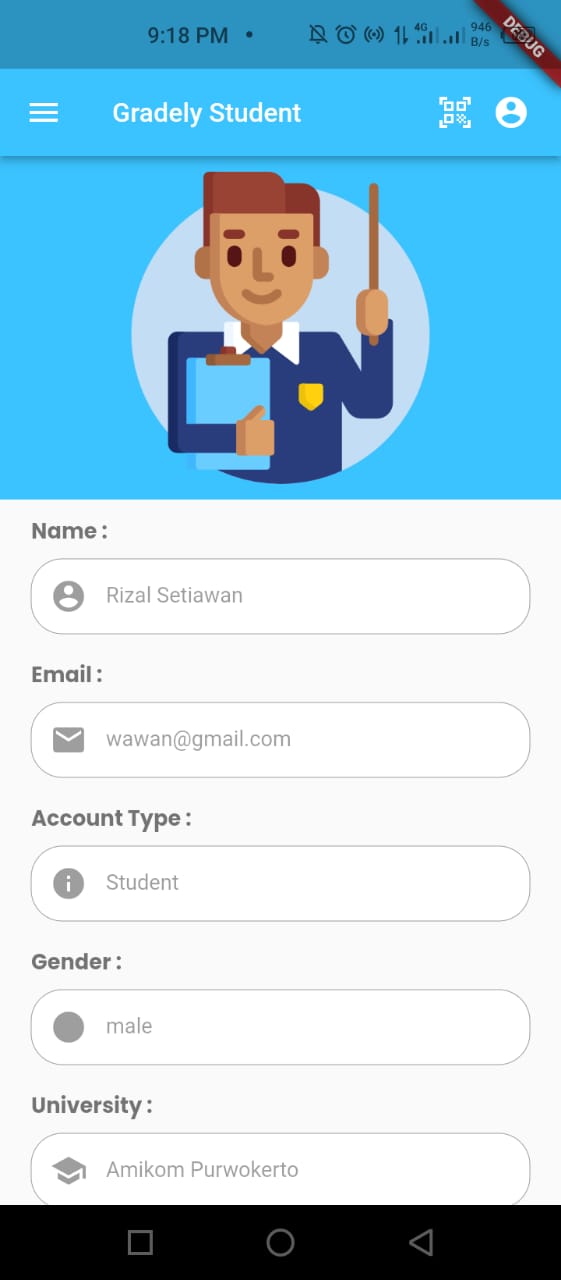 9:18 PM • 4G 946 B/s
DEBUG
Gradely Student
Name :
Rizal Setiawan
Email :
wawan@gmail.com
Account Type :
Student
Gender :
male
University :
Amikom Purwokerto